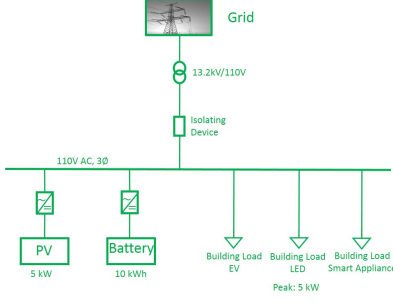 Grid
13.2kV/110V
Isolating
Device
110V AC, 3Ø
PV
Battery
5 kW
10 kWh
Building Load
EV
Building Load
LED
Building Load
Smart Appliance
Peak: 5 kW